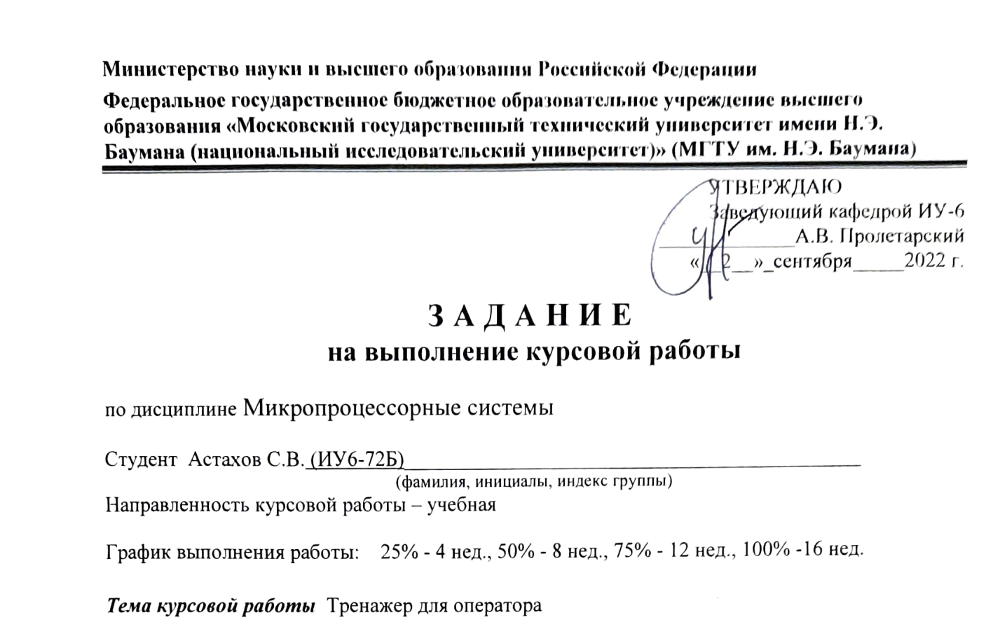 Министерство науки и высшего образования Российской Федерации
Федеральное государственное бюджетное образовательное учреждение высшего
образования «Московский государственный технический университет имени Н.Э.
Баумана (национальный исследовательский университет)» (МГТУ им. Н.Э. Баумана)
УТВЕРЖДАЮ
Заведующий кафедрой ИУ-6
______________А.В. Пролетарский
«__2__»_сентября_____2022 г.
З А Д А Н И Е
на выполнение курсовой работы
по дисциплине Микропроцессорные системы
Студент Астахов С.В. (ИУ6-72Б)
(фамилия, инициалы, индекс группы)
Направленность курсовой работы – учебная
График выполнения работы: 25% - 4 нед., 50% - 8 нед., 75% - 12 нед., 100% -16 нед.
Тема курсовой работы Тренажер для оператора